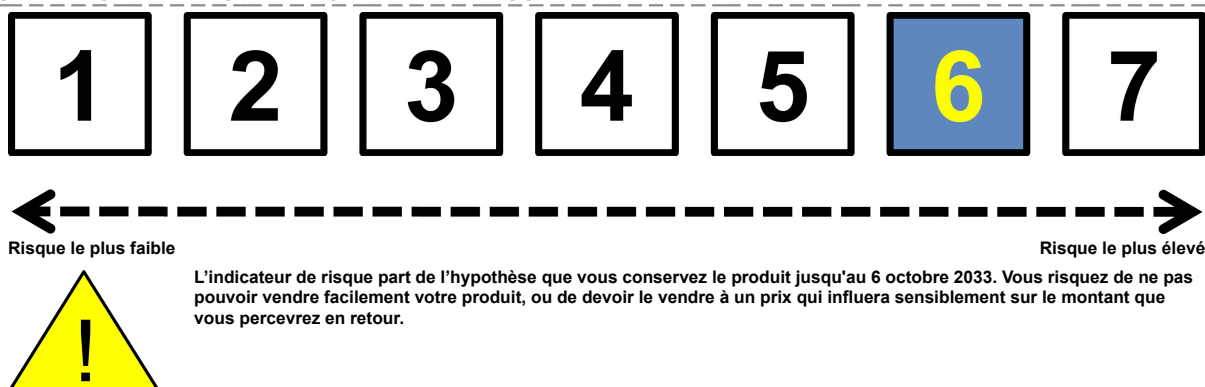 1 2 3 4 5 6 7
Risque le plus faible Risque le plus élevé
L'indicateur de risque part de l'hypothèse que vous conservez le produit jusqu'au 6 octobre 2033. Vous risquez de ne pas
pouvoir vendre facilement votre produit, ou de devoir le vendre à un prix qui influera sensiblement sur le montant que
vous percevrez en retour.
!